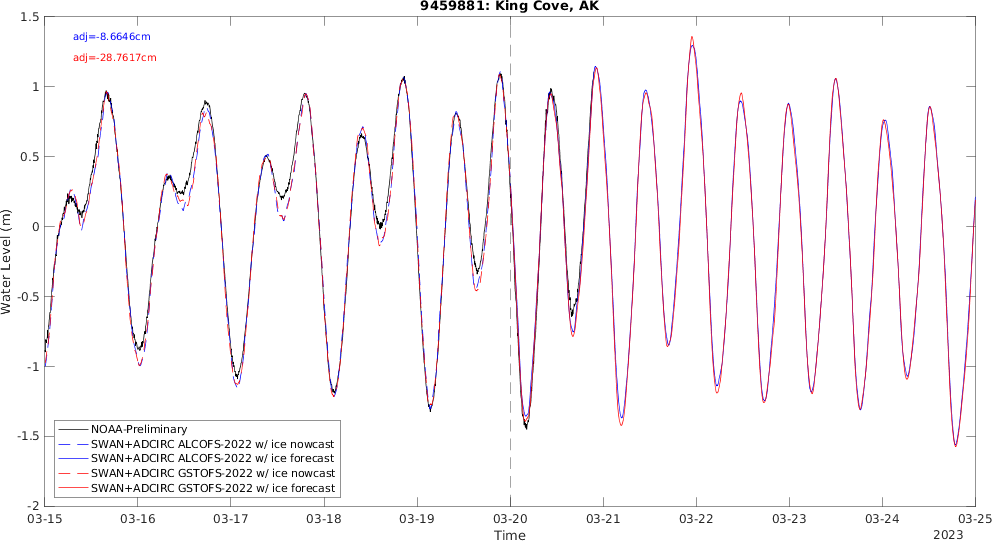 9459881: King Cove, AK
adj=-8.6646cm
adj=-28.7617cm
Water Level (m)
1.5
1
0.5
0
-0.5
-1
-1.5
-2
NOAA-Preliminary
SWAN+ADCIRC ALCOFS-2022 w/ ice nowcast
SWAN+ADCIRC ALCOFS-2022 w/ ice forecast
SWAN+ADCIRC GSTOFS-2022 w/ ice nowcast
SWAN+ADCIRC GSTOFS-2022 w/ ice forecast
03-15 03-16 03-17 03-18 03-19 03-20 03-21 03-22 03-23 03-24 03-25
Time
2023